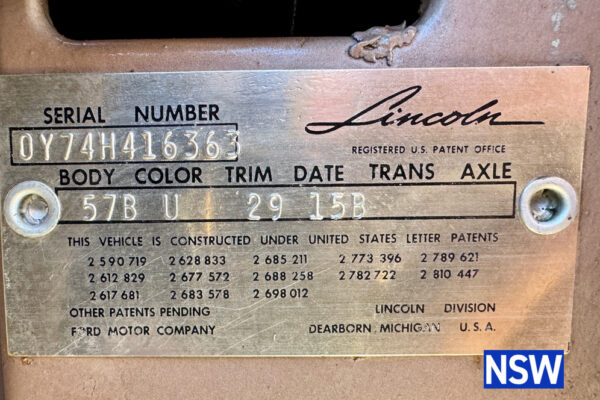 SERIAL NUMBER
0Y74H416363
Lincoln
REGISTERED U.S. PATENT OFFICE
BODY COLOR TRIM DATE TRANS AXLE
57B U 29 15B
THIS VEHICLE IS CONSTRUCTED UNDER UNITED STATES LETTER PATENTS
2 590 719 2 628 833 2 685 211 2 773 396 2 789 621
2 612 829 2 677 572 2 688 258 2 782 722 2 810 447
2 617 681 2 683 578 2 698 012
OTHER PATENTS PENDING LINCOLN DIVISION
FORD MOTOR COMPANY DEARBORN, MICHIGAN U.S.A.
NSW